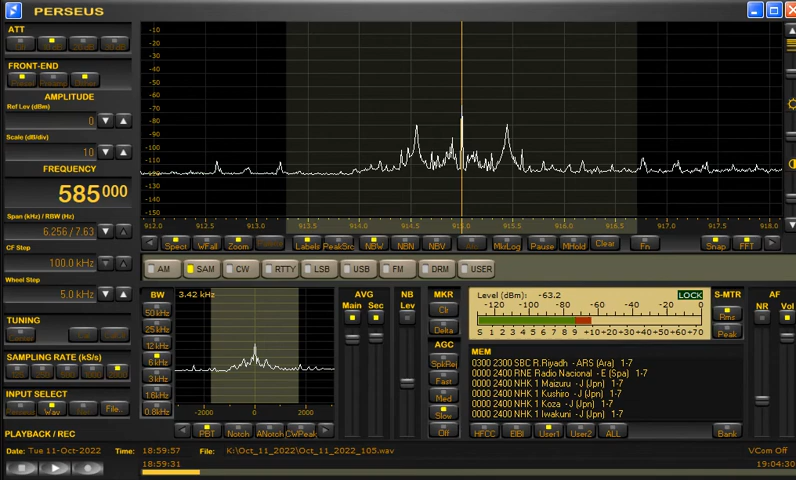 PERSEUS
ATT
FRONT-END
AMPLITUDE
Ref Lev (dBm)
0
Scale (dB/div)
10
FREQUENCY
585000
Span (kHz) / RBW (Hz)
6.256 / 7.63
CF Step
100.0 kHz
Wheel Step
5.0 kHz
TUNING
SAMPLING RATE (kS/s)
INPUT SELECT
Wav File..
PLAYBACK / REC
-10
-20
-30
-40
-50
-60
-70
-80
-90
-100
-110
-120
-130
-140
-150
912.0 912.5 913.0 913.5 914.0 914.5 915.0 915.5 916.0 916.5 917.0 917.5 918.0
Spect WFall Zoom Labels PeakSrc NBW NBN NBV MkrLog Pause MHold Clear Fn Snap FFT
AM SAM CW RTTY LSB USB FM DRM USER
BW
50 kHz
25 kHz
12 kHz
6 kHz
3 kHz
1.6kHz
0.8kHz
3.42 kHz
-2000 0 +2000
PBT Notch ANotch CWPeak
AVG
Main Sec
NB
Lev
MKR
Clr
Delta
AGC
SpkRej
Fast
Med
Slow
Off
Level (dBm): -63.2 LOCK
-120 -100 -80 -60 -40 -20 0
S 1 2 3 4 5 6 7 8 9 +10 +20 +30 +40 +50 +60 +70
S-MTR
Rms
Peak
AF
NR Vol
MEM
0300 2300 SBC R.Riyadh - ARS (Ara) 1-7
0000 2400 RNE Radio Nacional - E (Spa) 1-7
0000 2400 NHK 1 Maizuru - J (Jpn) 1-7
0000 2400 NHK 1 Kushiro - J (Jpn) 1-7
0000 2400 NHK 1 Koza - J (Jpn) 1-7
0000 2400 NHK 1 Iwakuni - J (Jpn) 1-7
HFCC EIBI User1 User2 ALL Bank
Date: Tue 11-Oct-2022 Time: 18:59:57 File: K:\Oct_11_2022\Oct_11_2022_105.wav VCom Off
18:59:31 19:04:30